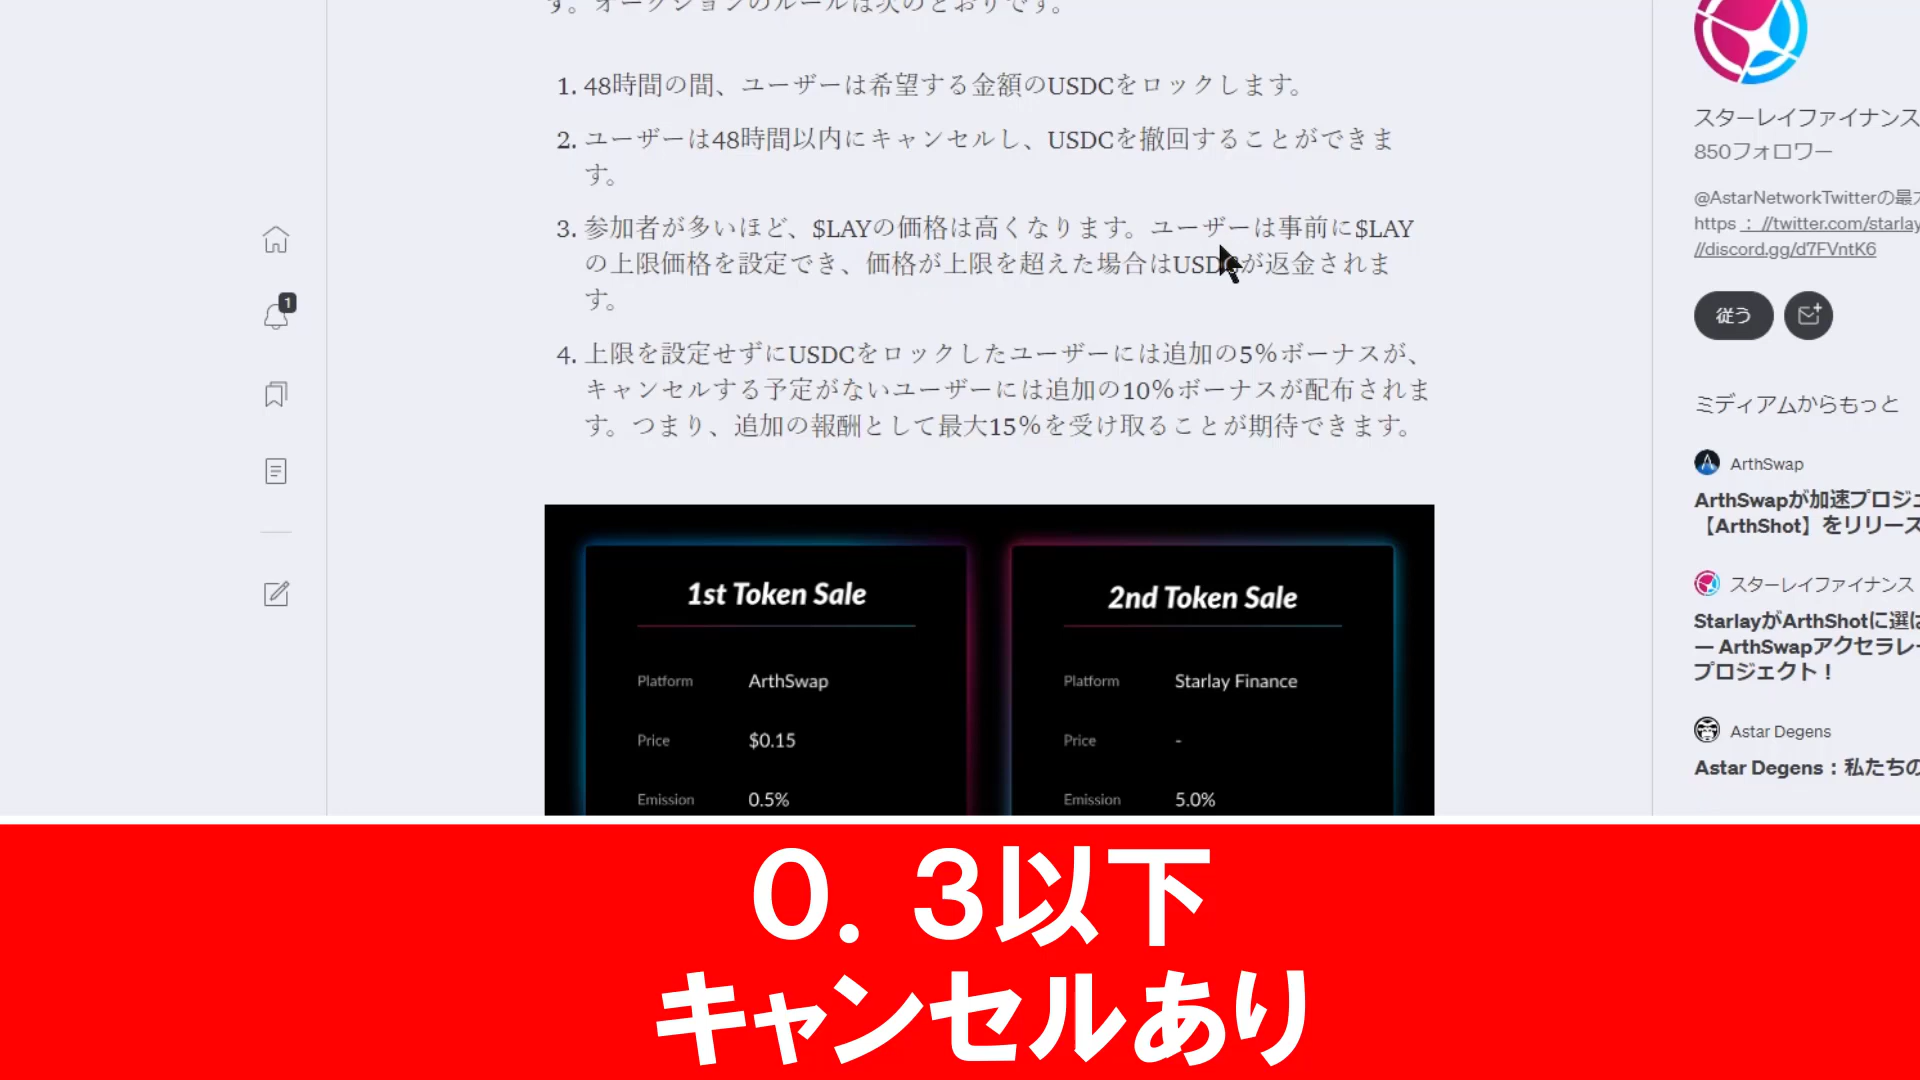 す。オークションのルールは次のとおりです。
1. 48時間の間、ユーザーは希望する金額のUSDCをロックします。
2. ユーザーは48時間以内にキャンセルし、USDCを撤回することができま
す。
3. 参加者が多いほど、$LAYの価格は高くなります。ユーザーは事前に$LAY
の上限価格を設定でき、価格が上限を超えた場合はUSDCが返金されま
す。
4. 上限を設定せずにUSDCをロックしたユーザーには追加の5％ボーナスが、
キャンセルする予定がないユーザーには追加の10％ボーナスが配布されま
す。つまり、追加の報酬として最大15％を受け取ることが期待できます。
1st Token Sale
Platform ArthSwap
Price $0.15
Emission 0.5%
2nd Token Sale
Platform Starlay Finance
Price -
Emission 5.0%
1
スターレイファイナンス
850フォロワー
@AstarNetworkTwitterの最
https：//twitter.com/starlay
//discord.gg/d7FVntK6
従う
ミディアムからもっと
ArthSwap
ArthSwapが加速プロジ
【ArthShot】をリリース
スターレイファイナンス
StarlayがArthShotに選
— ArthSwapアクセラレー
プロジェクト！
Astar Degens
Astar Degens：私たちの
0．3以下
キャンセルあり